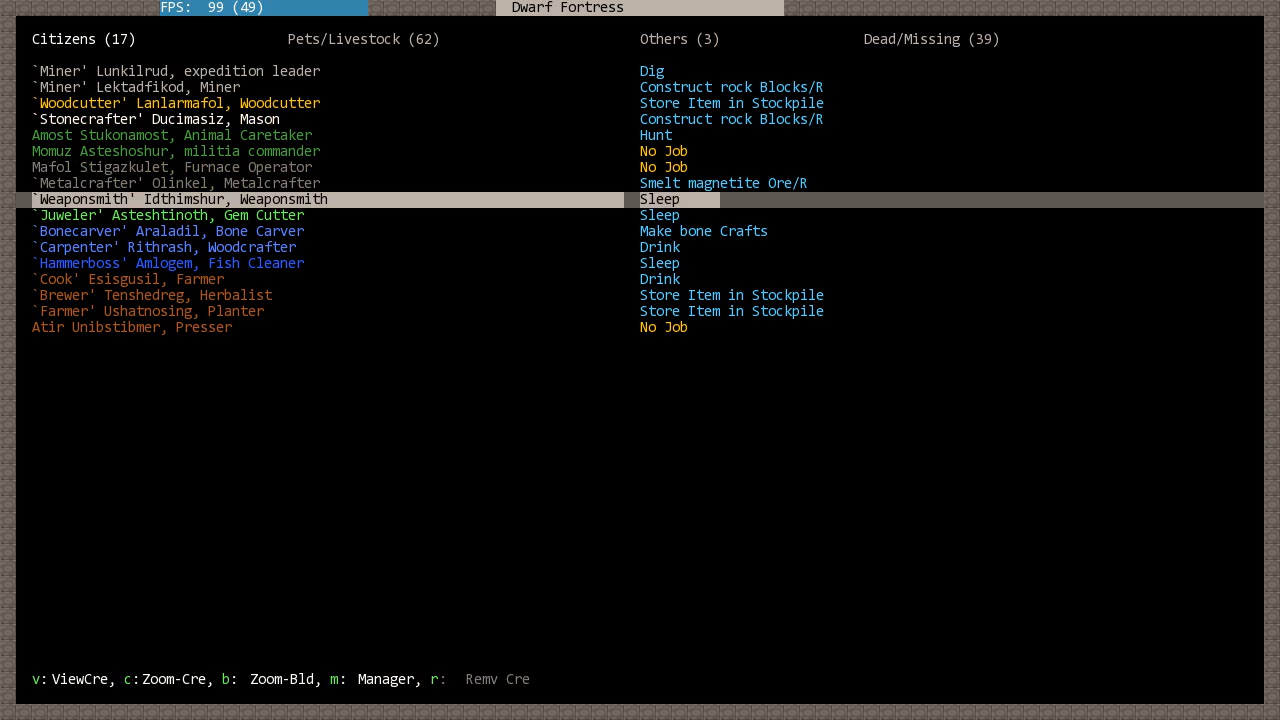 FPS:  99 (49)   Dwarf Fortress
Citizens (17)   Pets/Livestock (62)   Others (3)   Dead/Missing (39)
`Miner' Lunkilrud, expedition leader   Dig
`Miner' Lektadfikod, Miner   Construct rock Blocks/R
`Woodcutter' Lanlarmafol, Woodcutter   Store Item in Stockpile
`Stonecrafter' Ducimasiz, Mason   Construct rock Blocks/R
Amost Stukonamost, Animal Caretaker   Hunt
Momuz Asteshoshur, militia commander   No Job
Mafol Stigazkulet, Furnace Operator   No Job
`Metalcrafter' Olinkel, Metalcrafter   Smelt magnetite Ore/R
`Weaponsmith' Idthimshur, Weaponsmith   Sleep
`Juweler' Asteshtinoth, Gem Cutter   Sleep
`Bonecarver' Araladil, Bone Carver   Make bone Crafts
`Carpenter' Rithrash, Woodcrafter   Drink
`Hammerboss' Amlogem, Fish Cleaner   Sleep
`Cook' Esisgusil, Farmer   Drink
`Brewer' Tenshedreg, Herbalist   Store Item in Stockpile
`Farmer' Ushatnosing, Planter   Store Item in Stockpile
Atir Unibstibmer, Presser   No Job
v: ViewCre, c: Zoom-Cre, b: Zoom-Bld, m: Manager, r: Remv Cre